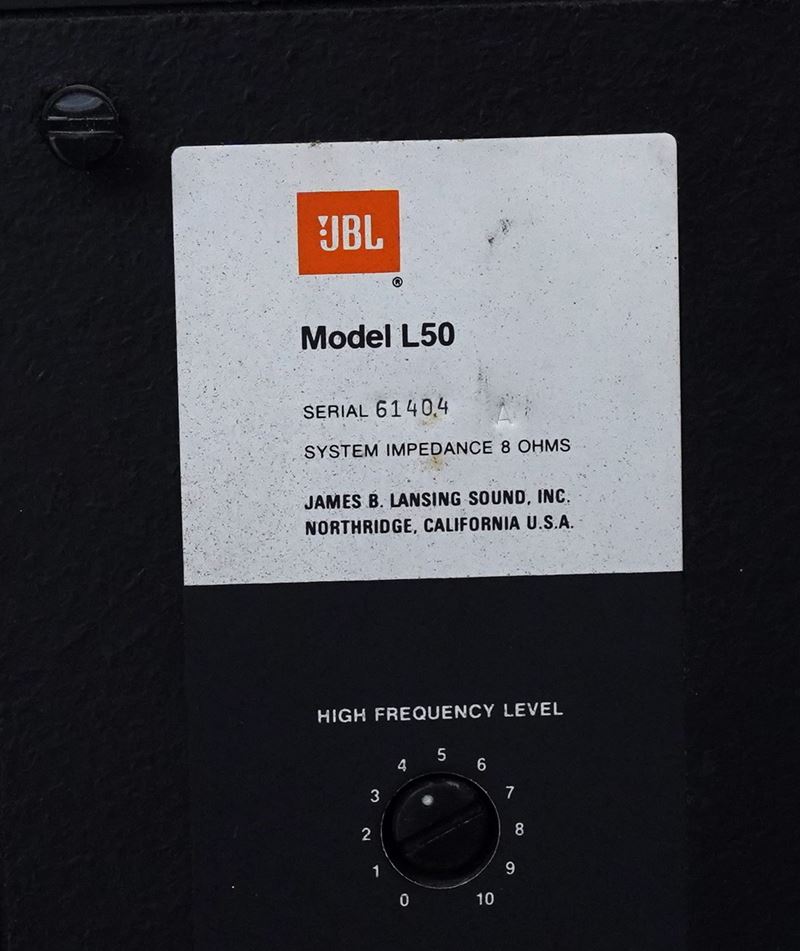 JBL
®
Model L50
SERIAL 61404 A
SYSTEM IMPEDANCE 8 OHMS
JAMES B. LANSING SOUND, INC.
NORTHRIDGE, CALIFORNIA U.S.A.
HIGH FREQUENCY LEVEL
0 1 2 3 4 5 6 7 8 9 10